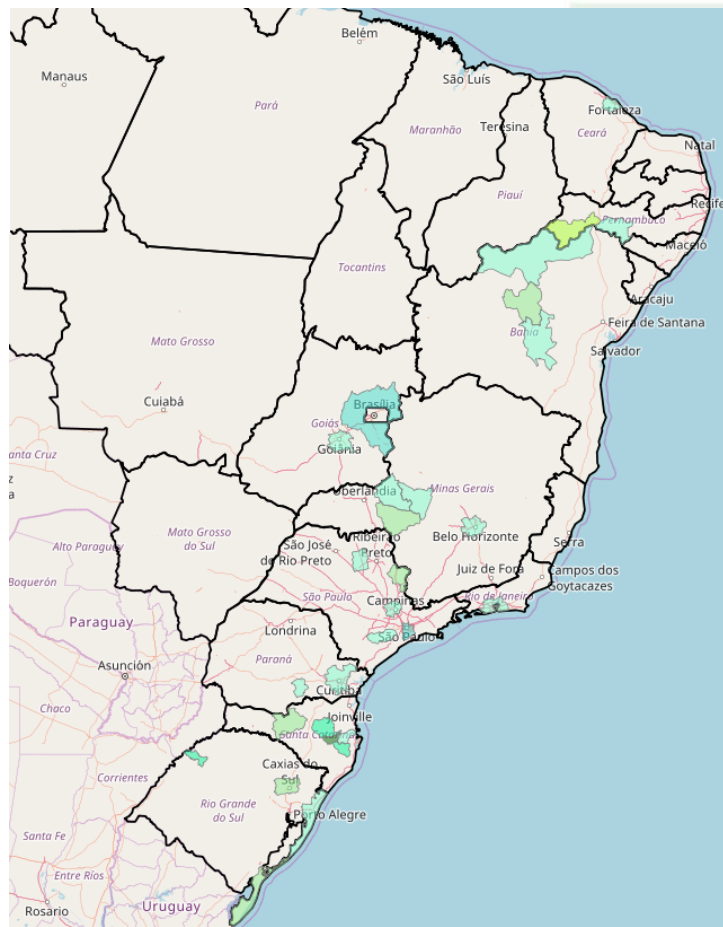 Belém
Manaus
São Luís
Pará
Fortaleza
Maranhão
Teresina
Ceará
Natal
Piauí
Recife
Pernambuco
Maceió
Tocantins
Aracaju
Feira de Santana
Bahia
Mato Grosso
Salvador
Cuiabá
Brasília
Goiás
Goiânia
anta Cruz
z
a
Uberlândia
Minas Gerais
Mato Grosso
do Sul
Ribeirão
Preto
Belo Horizonte
Serra
Alto Paraguay
São José
do Rio Preto
Boquerón
Juiz de Fora
Campos dos
Goytacazes
São Paulo
Campinas
Rio de Janeiro
Paraguay
Londrina
São Paulo
Asunción
Paraná
Curitiba
Chaco
Joinville
Santa Catarina
Corrientes
Caxias do
Sul
Rio Grande
do Sul
Porto Alegre
Santa Fe
Entre Ríos
Rosario
Uruguay